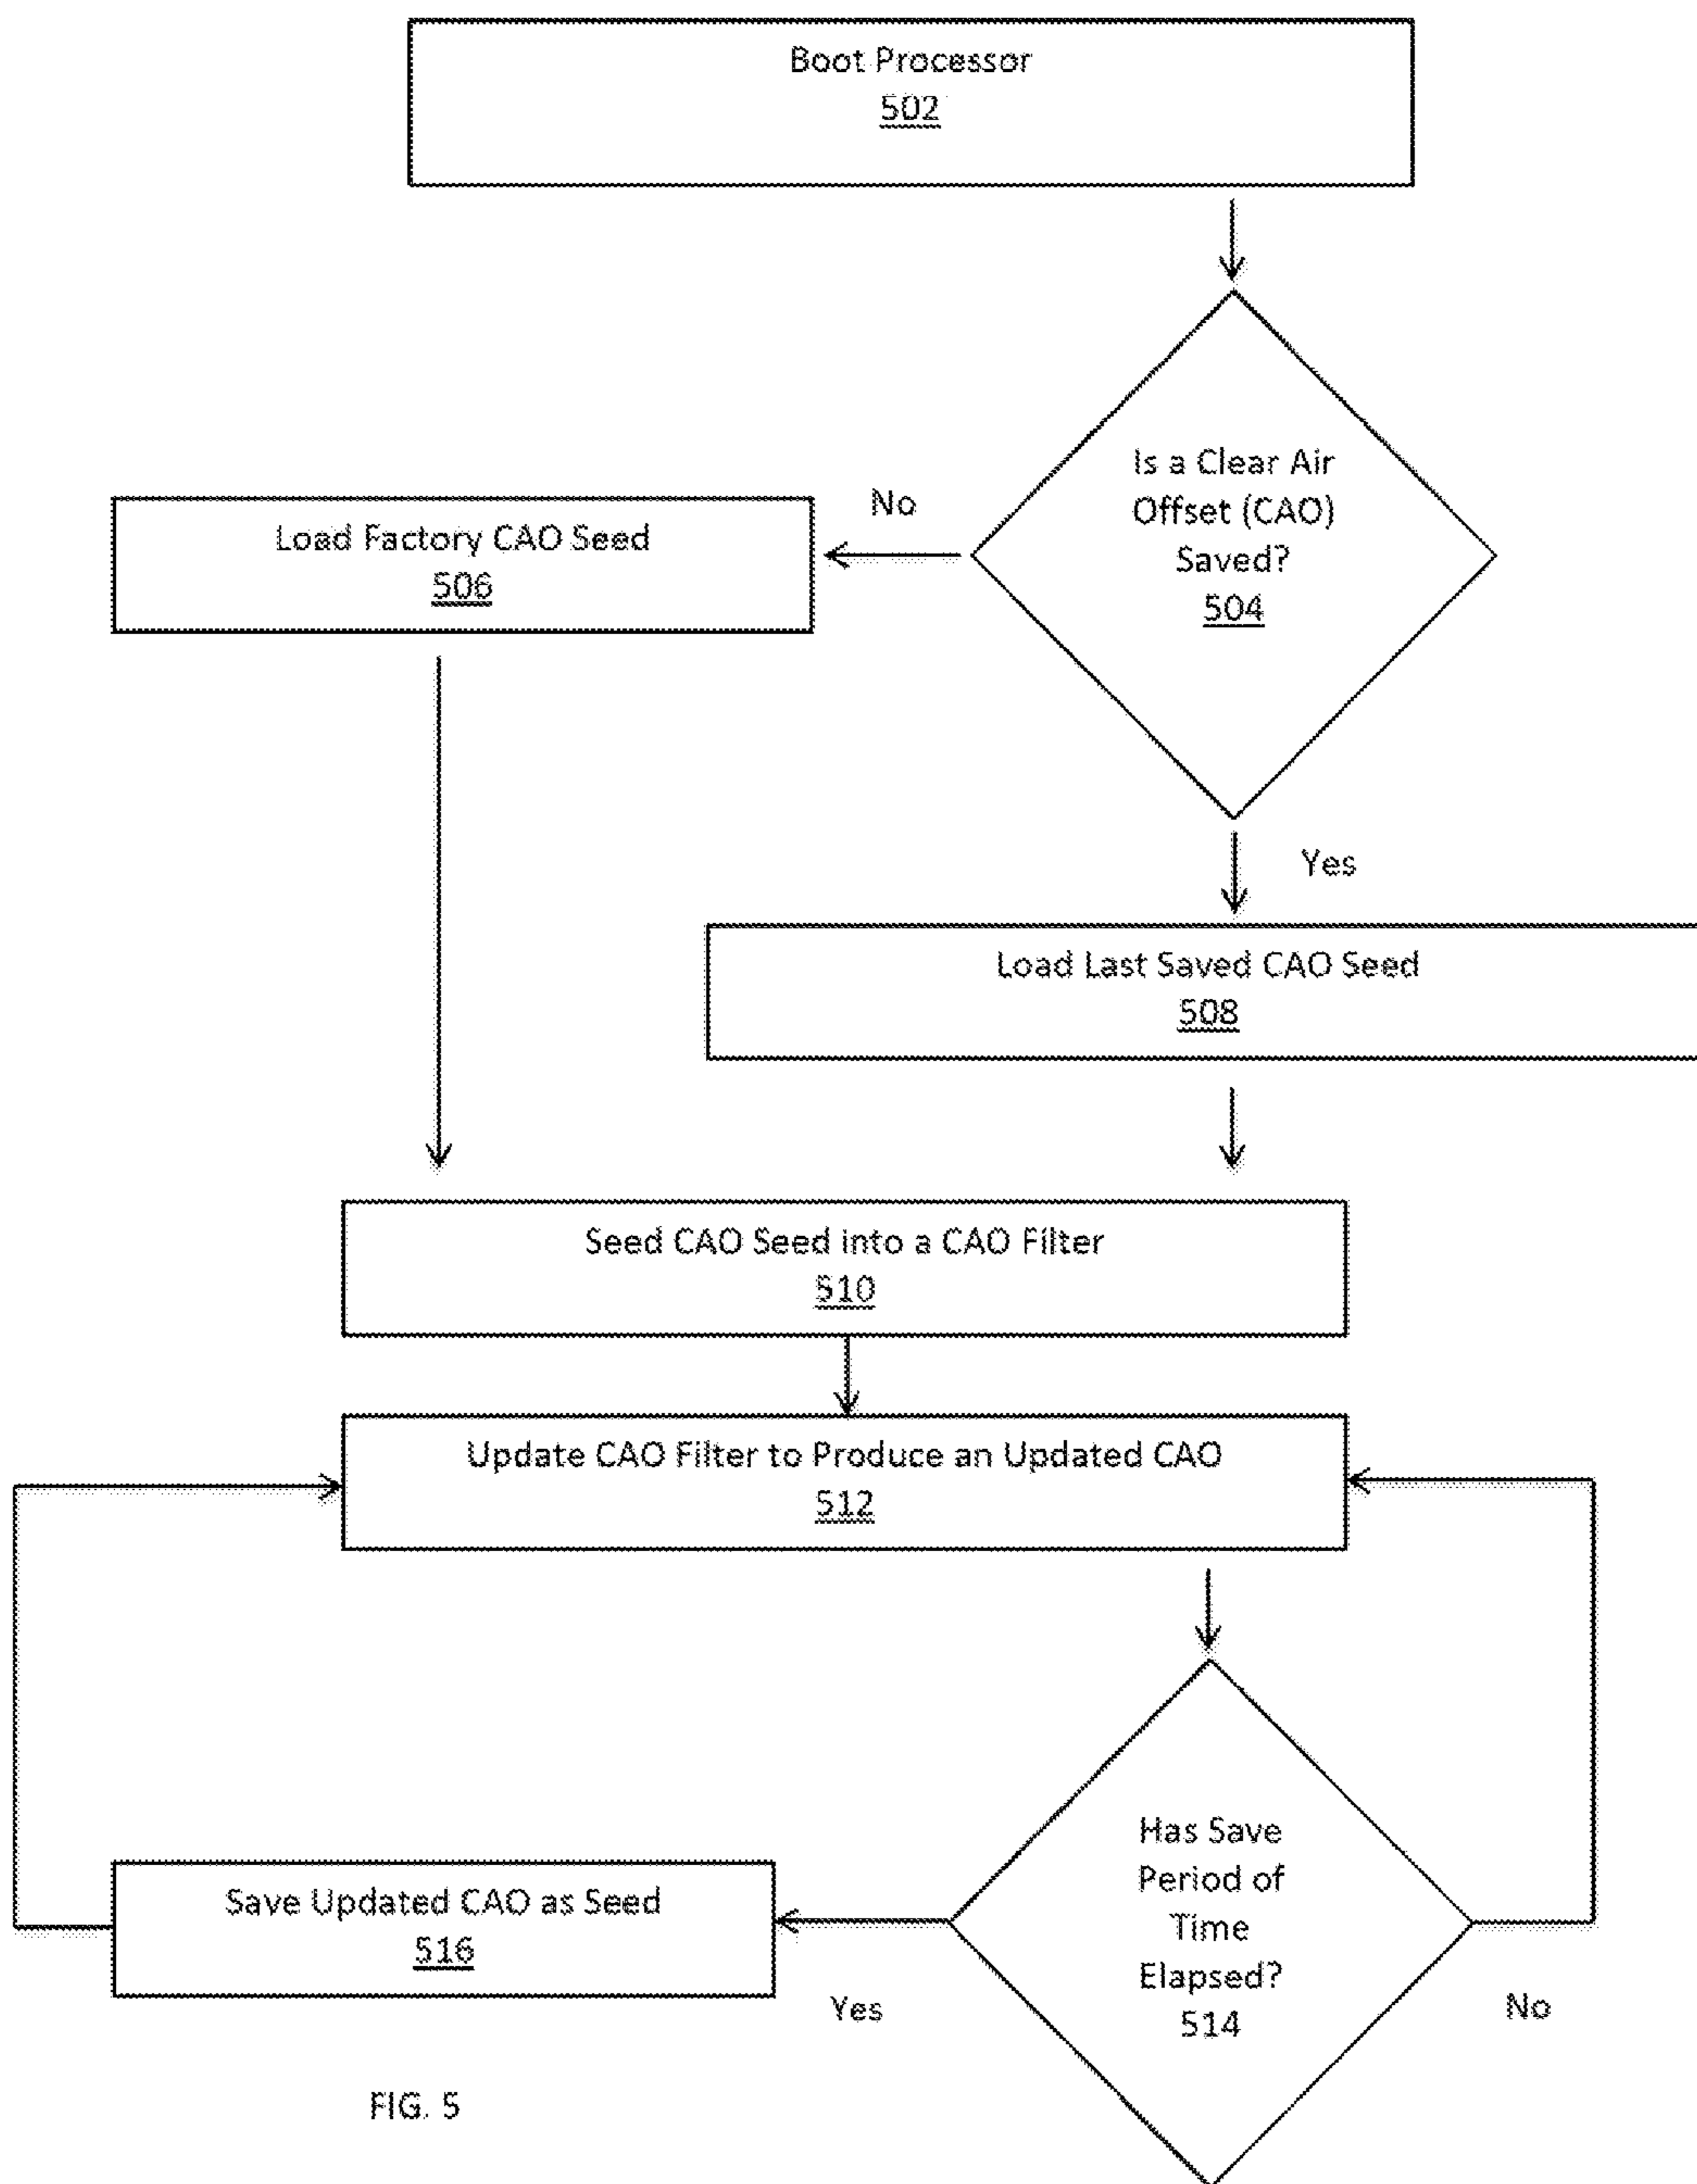 Boot Processor
502
Is a Clear Air
Offset (CAO)
Saved?
504
No
Load Factory CAO Seed
506
Yes
Load Last Saved CAO Seed
508
Seed CAO Seed into a CAO Filter
510
Update CAO Filter to Produce an Updated CAO
512
Has Save
Period of
Time
Elapsed?
514
Save Updated CAO as Seed
516
Yes
No
FIG. 5